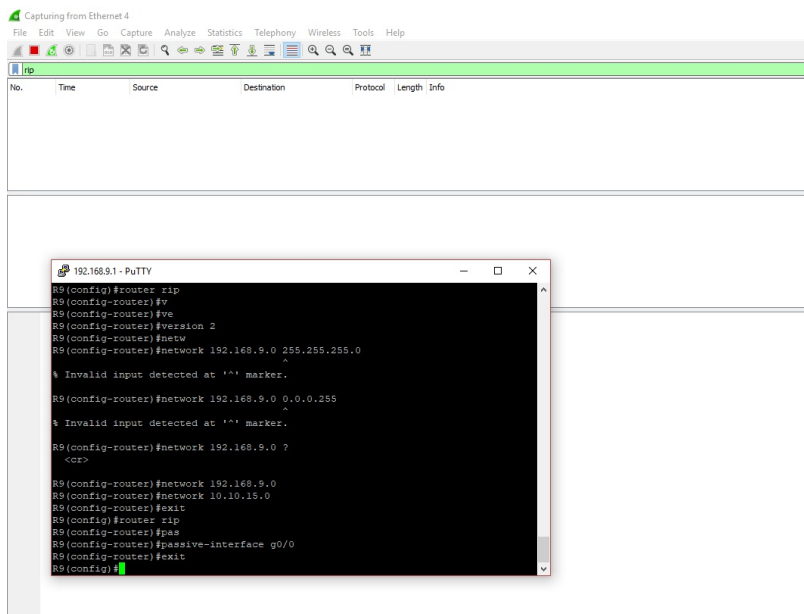 Capturing from Ethernet 4
File Edit View Go Capture Analyze Statistics Telephony Wireless Tools Help
rip
No. Time Source Destination Protocol Length Info
192.168.9.1 - PuTTY
R9(config)#router rip
R9(config-router)#v
R9(config-router)#ve
R9(config-router)#version 2
R9(config-router)#netw
R9(config-router)#network 192.168.9.0 255.255.255.0
^
% Invalid input detected at '^' marker.
R9(config-router)#network 192.168.9.0 0.0.0.255
^
% Invalid input detected at '^' marker.
R9(config-router)#network 192.168.9.0 ?
<cr>
R9(config-router)#network 192.168.9.0
R9(config-router)#network 10.10.15.0
R9(config-router)#exit
R9(config)#router rip
R9(config-router)#pas
R9(config-router)#passive-interface g0/0
R9(config-router)#exit
R9(config)#